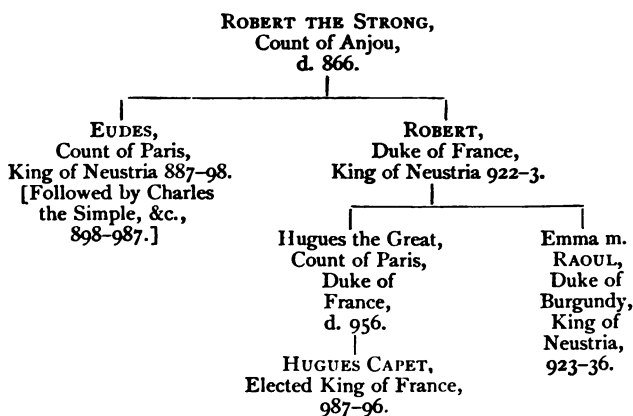 ROBERT THE STRONG,
Count of Anjou,
d. 866.
EUDES,
Count of Paris,
King of Neustria 887–98.
[Followed by Charles
the Simple, &c.,
898–987.]
ROBERT,
Duke of France,
King of Neustria 922–3.
Hugues the Great,
Count of Paris,
Duke of
France,
d. 956.
Emma m.
RAOUL,
Duke of
Burgundy,
King of
Neustria,
923–36.
HUGUES CAPET,
Elected King of France,
987–96.